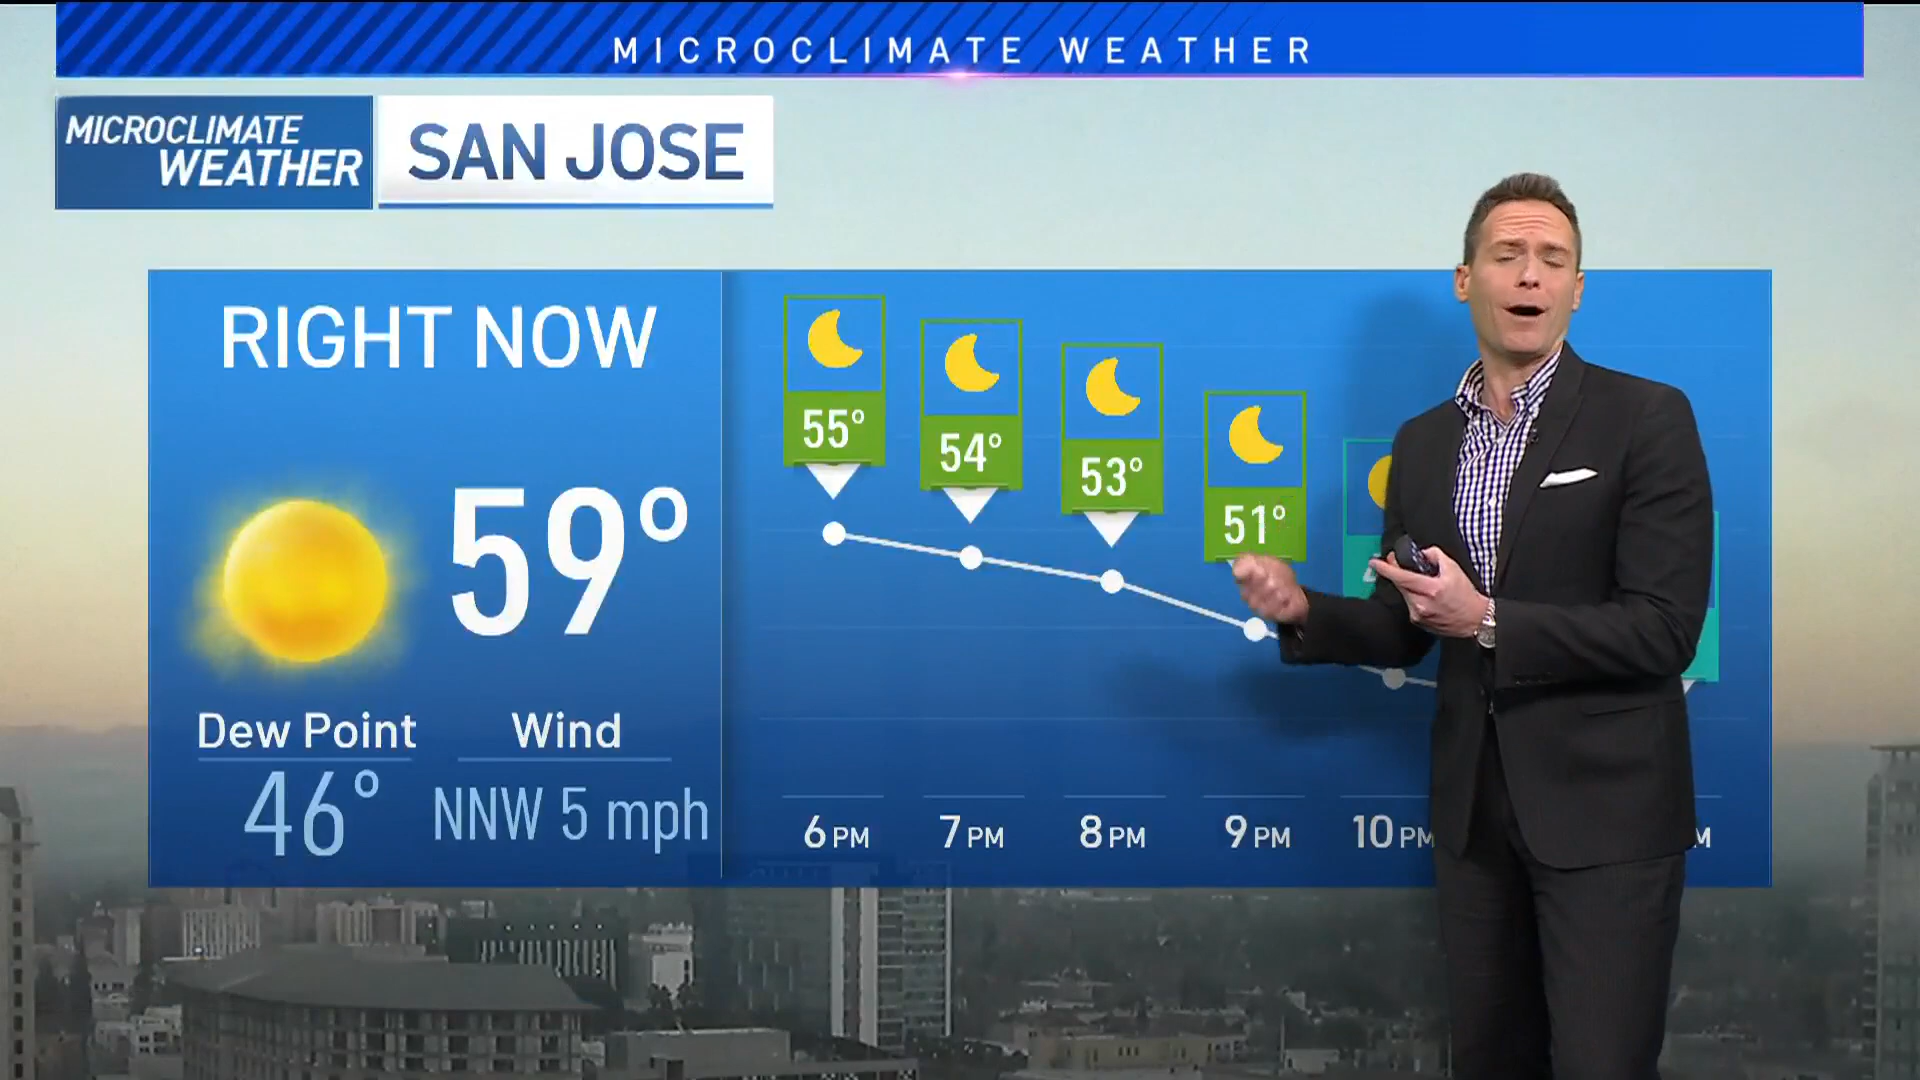 MICROCLIMATE WEATHER
MICROCLIMATE
WEATHER
SAN JOSE
RIGHT NOW
59°
Dew Point
46°
Wind
NNW 5 mph
55°
54°
53°
51°
6 PM
7 PM
8 PM
9 PM
10 PM